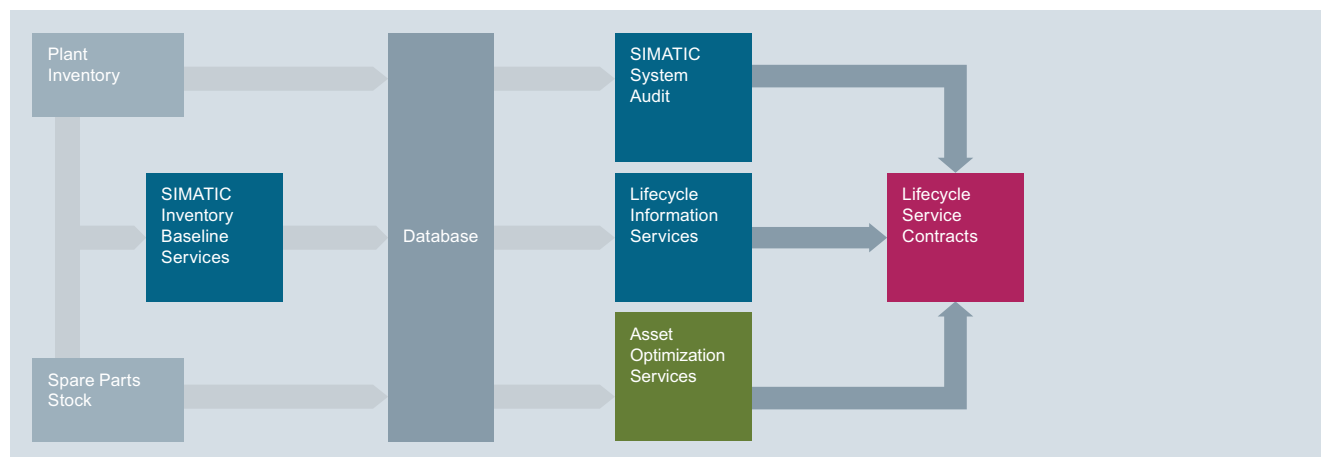 Plant
Inventory
SIMATIC
Inventory
Baseline
Services
Spare Parts
Stock
Database
SIMATIC
System
Audit
Lifecycle
Information
Services
Asset
Optimization
Services
Lifecycle
Service
Contracts